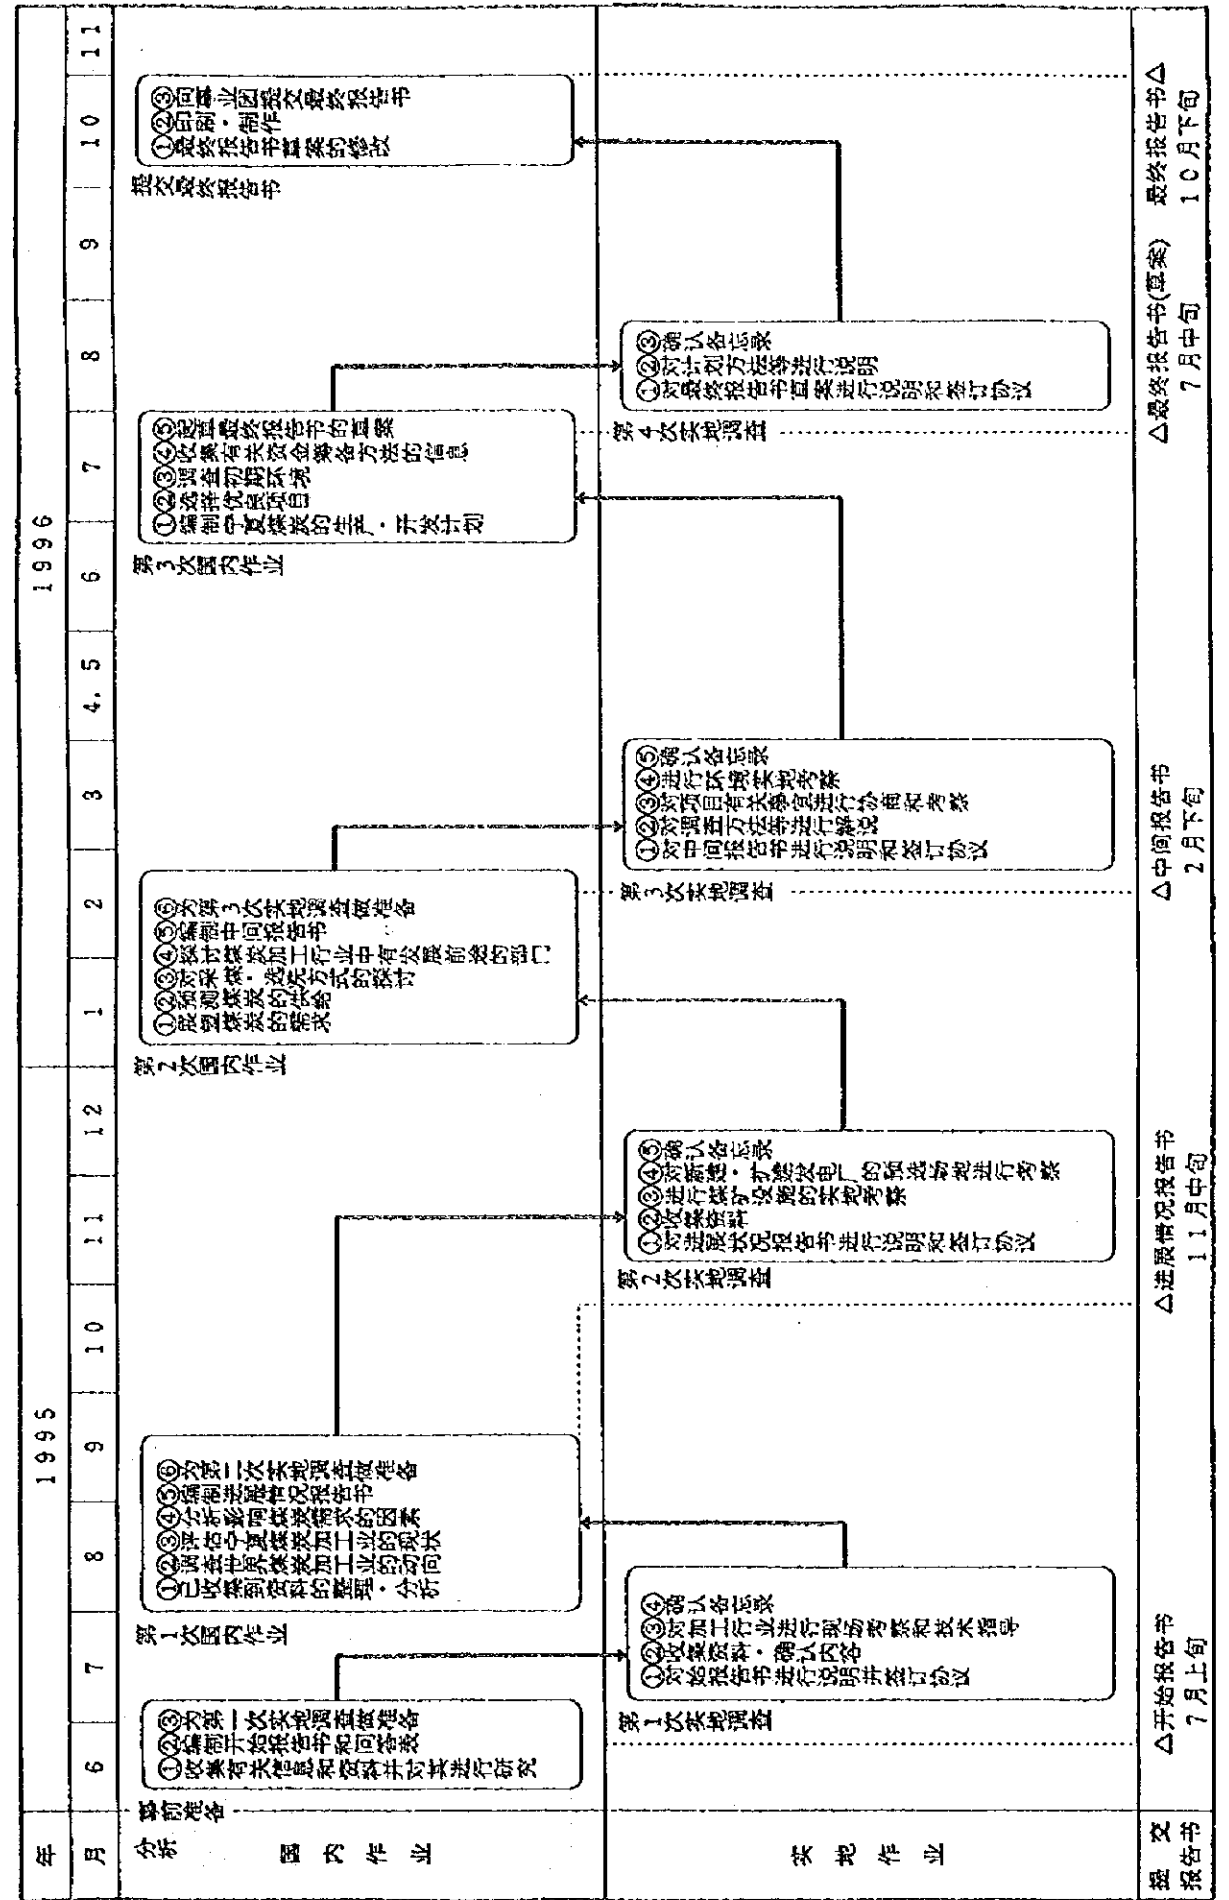 年
1995
1996
月
6
7
8
9
10
11
12
1
2
3
4.5
6
7
8
9
10
11
国内作业
事前准备
①收集有关信息和资料并对其进行研究
②编制开始报告书和问答表
③为第一次实地调查做准备
分析
第1次国内作业
①已收集到资料的整理·分析
②调查世界煤炭加工业的动向
③评估宁夏煤炭加工业的现状
④分析影响煤炭需求的因素
⑤编制进展情况报告书
⑥为第二次实地调查做准备
第2次国内作业
①展望煤炭的需求
②预测煤炭的供给
③对采煤·选炭方式的探讨
④探讨煤炭加工行业中有发展前途的部门
⑤编制中间报告书
⑥为第3次实地调查做准备
第3次国内作业
①编制宁夏煤炭的生产·开发计划
②选择优良项目
③调查初期环境
④收集有关资金筹备方法的信息
⑤起草最终报告书的草案
提交最终报告书
①最终报告书草案的修改
②印刷·制作
③向事业团提交最终报告书
实地作业
第1次实地调查
①对始报告书进行说明并签订协议
②收集资料·确认内容
③对加工行业进行现场考察和技术指导
④确认备忘录
第2次实地调查
①对进展状况报告书进行说明和签订协议
②收集资料
③进行煤矿设施的实地考察
④对新建·扩建发电厂的预选场地进行考察
⑤确认备忘录
第3次实地调查
①对中间报告书进行说明和签订协议
②对调查方法等进行解说
③对项目有关事宜进行协商和考察
④进行环境实地考察
⑤确认备忘录
第4次实地调查
①对最终报告书草案进行说明和签订协议
②对计划方法等进行说明
③确认备忘录
提交
报告书
△开始报告书
7月上旬
△进展情况报告书
11月中旬
△中间报告书
2月下旬
△最终报告书(草案)
7月中旬
最终报告书△
10月下旬